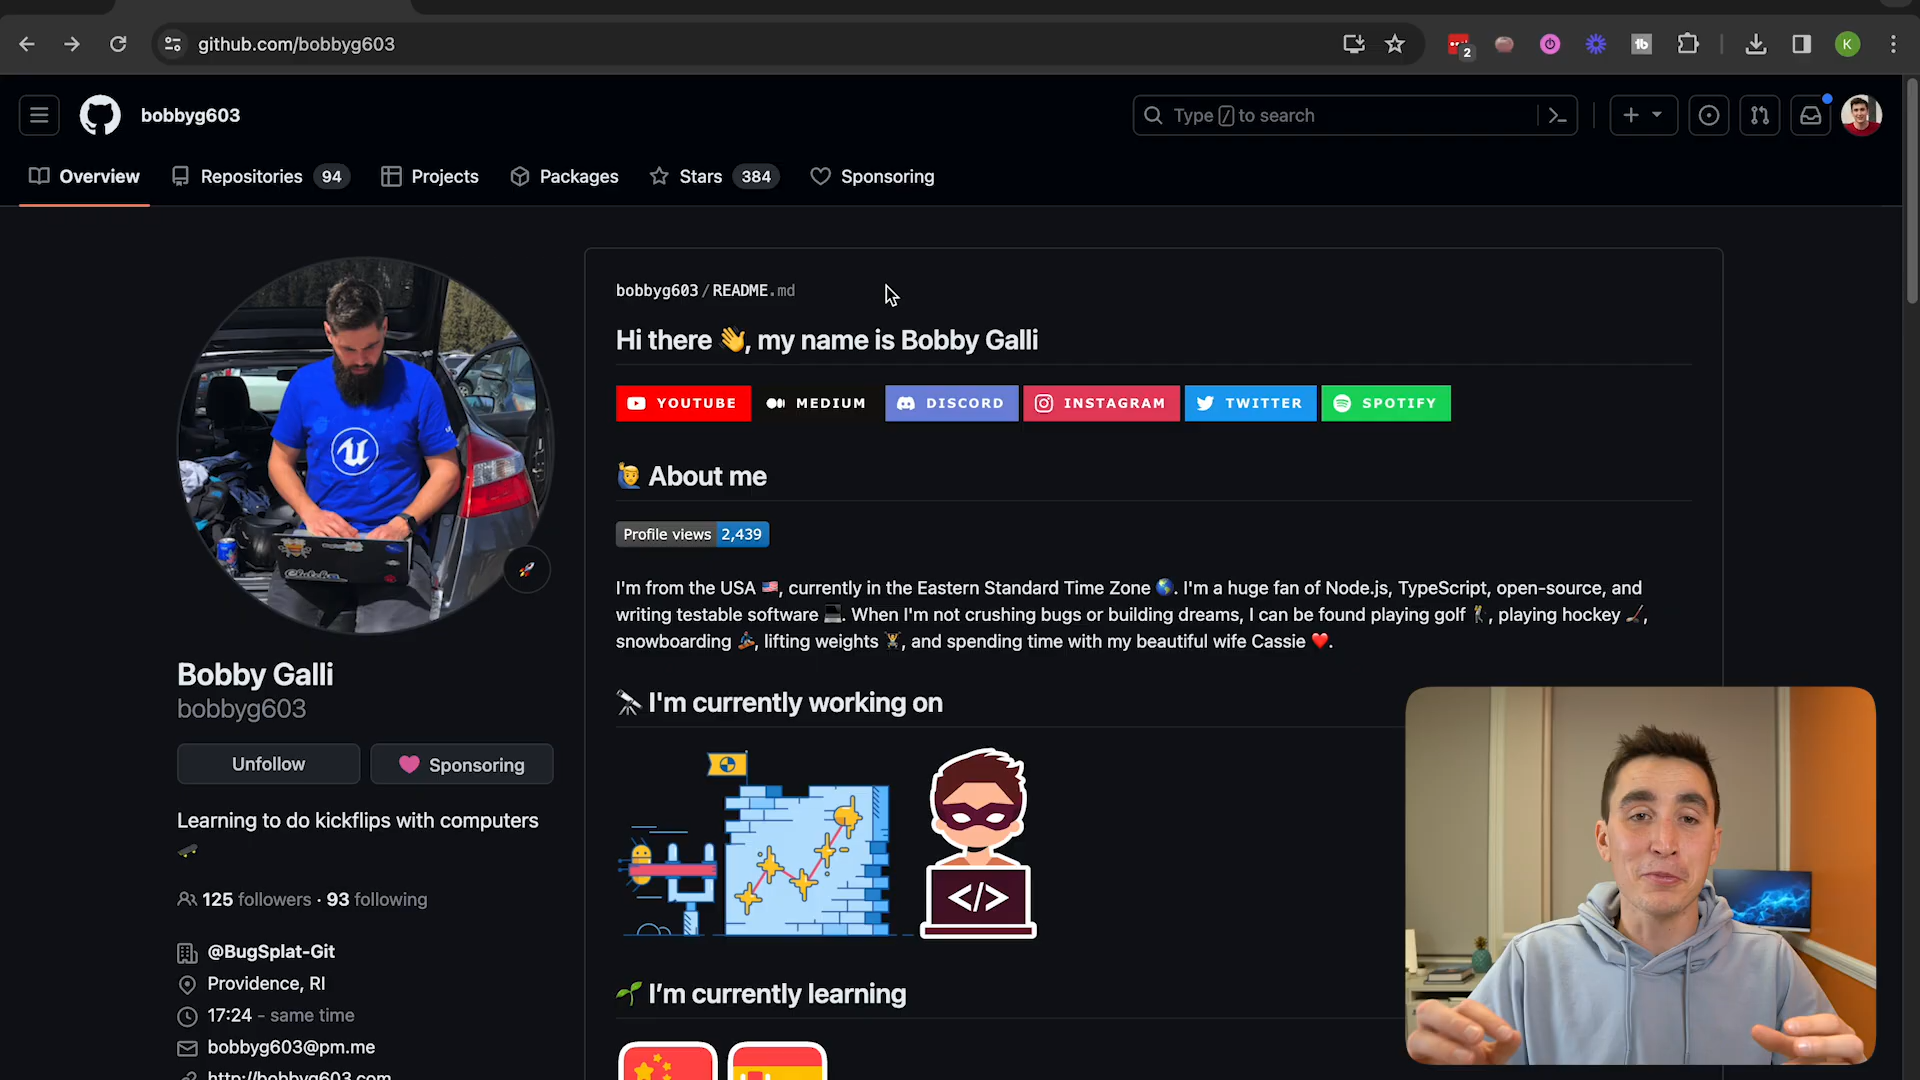 github.com/bobbyg603
2
K
bobbyg603
Type / to search
Overview
Repositories 94
Projects
Packages
Stars 384
Sponsoring
bobbyg603/README.md
Hi there 👋, my name is Bobby Galli
YOUTUBE
MEDIUM
DISCORD
INSTAGRAM
TWITTER
SPOTIFY
🙋‍♂️ About me
Profile views 2,439
I'm from the USA 🇺🇸, currently in the Eastern Standard Time Zone 🌎. I'm a huge fan of Node.js, TypeScript, open-source, and
writing testable software 💻. When I'm not crushing bugs or building dreams, I can be found playing golf 🏌️, playing hockey 🏒,
snowboarding 🏂, lifting weights 🏋️, and spending time with my beautiful wife Cassie ❤️.
🔭 I'm currently working on
</>
🌱 I’m currently learning
Bobby Galli
bobbyg603
Unfollow
Sponsoring
Learning to do kickflips with computers
🛹
125 followers · 93 following
@BugSplat-Git
Providence, RI
17:24 - same time
bobbyg603@pm.me
http://bobbyg603.com